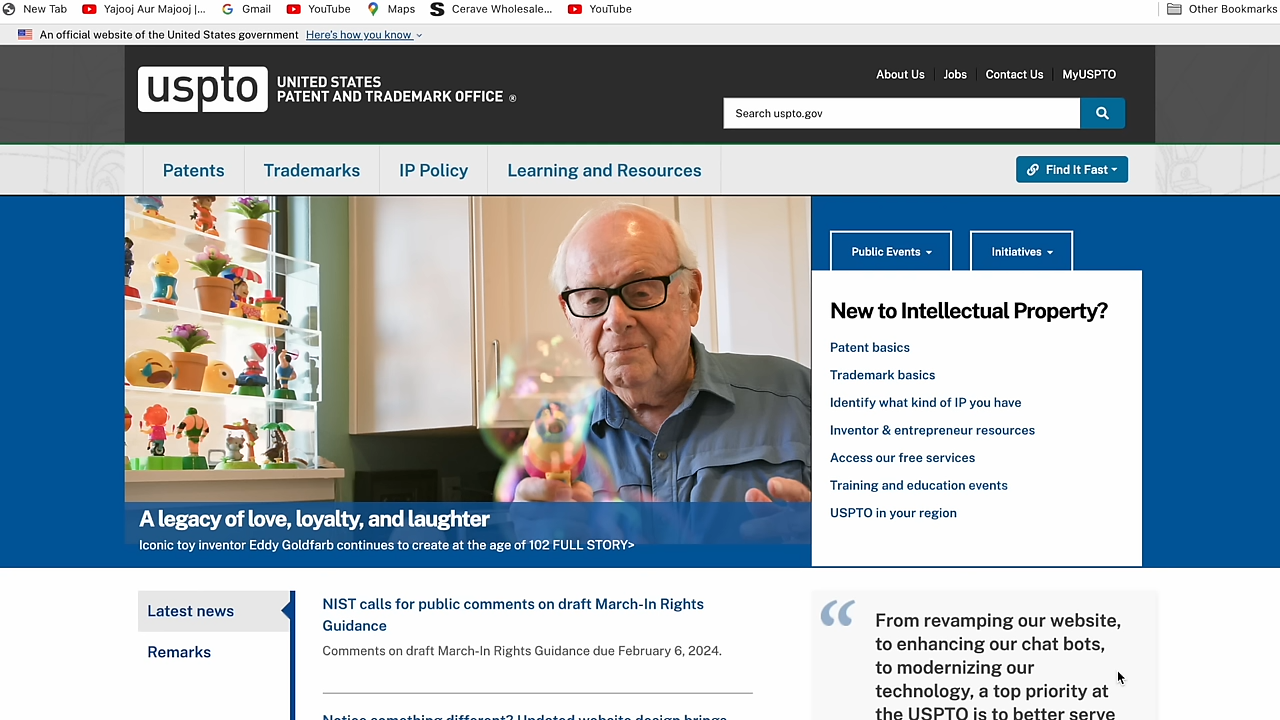 New Tab
Yajooj Aur Majooj |...
Gmail
YouTube
Maps
Cerave Wholesale...
YouTube
Other Bookmarks
An official website of the United States government Here's how you know
uspto
UNITED STATES
PATENT AND TRADEMARK OFFICE ®
About Us
Jobs
Contact Us
MyUSPTO
Search uspto.gov
Patents
Trademarks
IP Policy
Learning and Resources
Find It Fast
A legacy of love, loyalty, and laughter
Iconic toy inventor Eddy Goldfarb continues to create at the age of 102 FULL STORY>
Public Events
Initiatives
New to Intellectual Property?
Patent basics
Trademark basics
Identify what kind of IP you have
Inventor & entrepreneur resources
Access our free services
Training and education events
USPTO in your region
Latest news
Remarks
NIST calls for public comments on draft March-In Rights
Guidance
Comments on draft March-In Rights Guidance due February 6, 2024.
Notice something different? Updated website design brings
“
From revamping our website,
to enhancing our chat bots,
to modernizing our
technology, a top priority at
the USPTO is to better serve